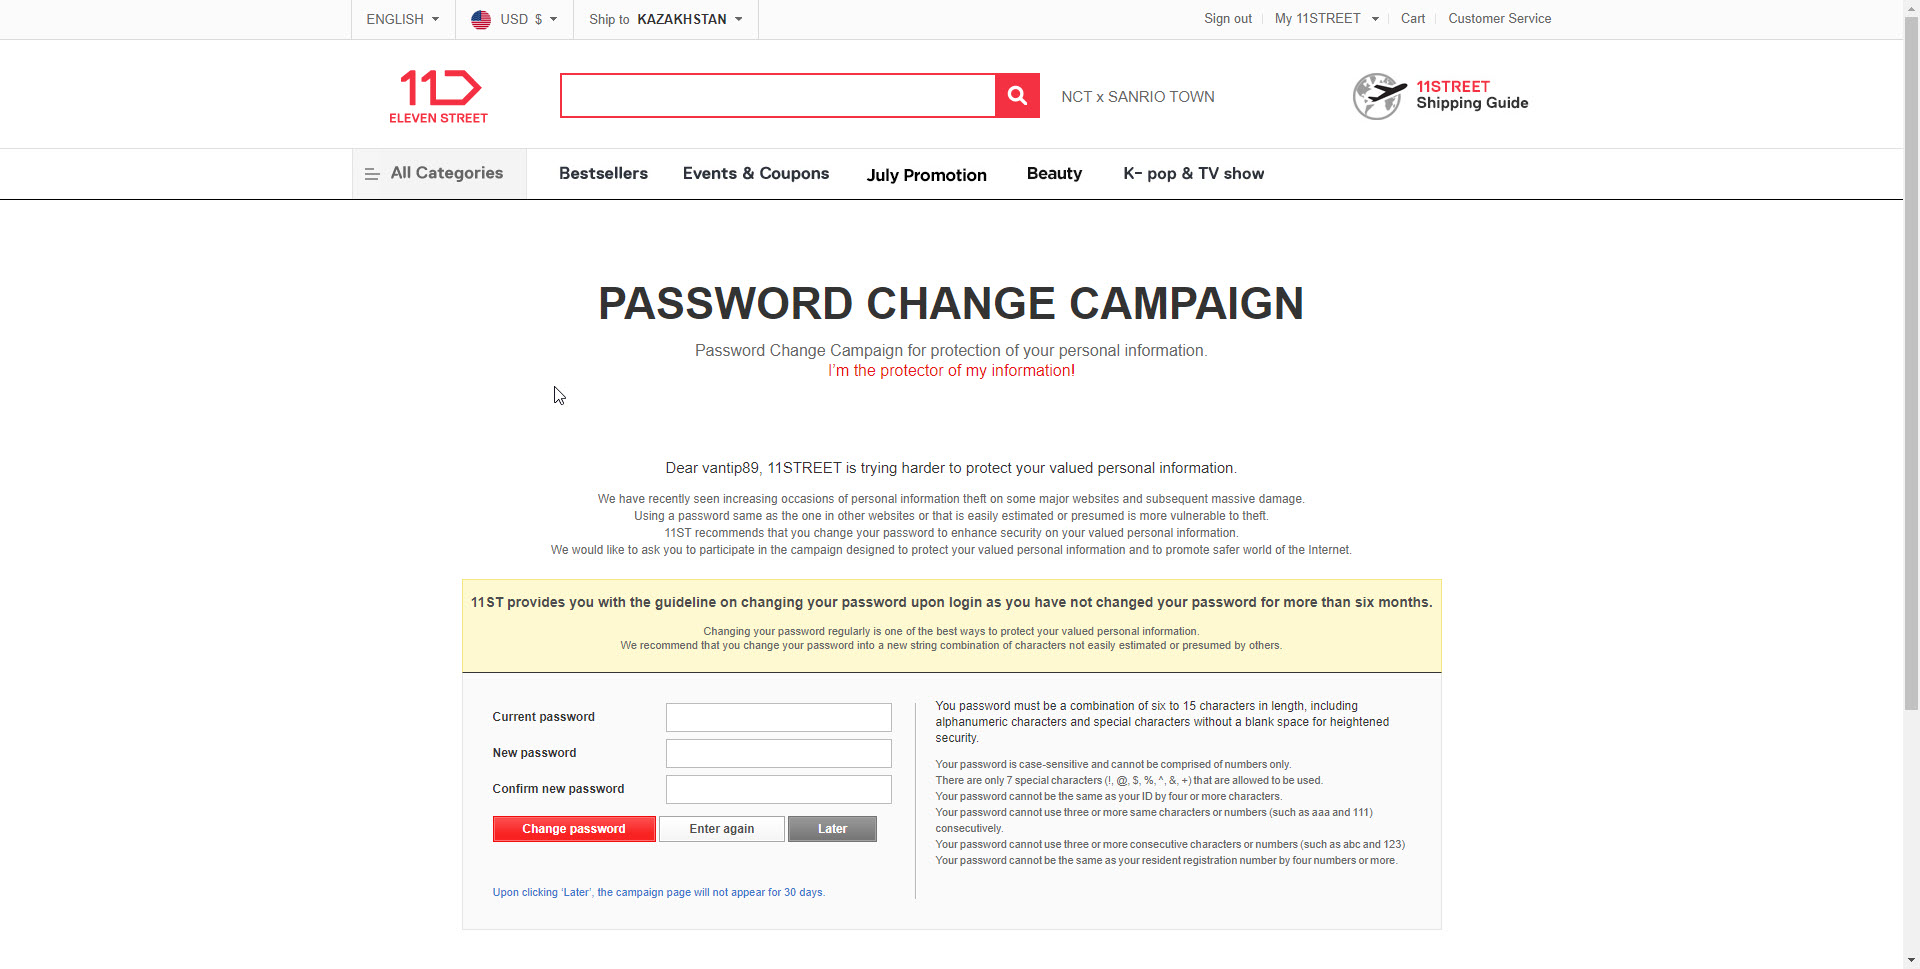 ENGLISH
USD $
Ship to KAZAKHSTAN
Sign out
My 11STREET
Cart
Customer Service
11
ELEVEN STREET
NCT x SANRIO TOWN
11STREET
Shipping Guide
All Categories
Bestsellers
Events & Coupons
July Promotion
Beauty
K- pop & TV show
PASSWORD CHANGE CAMPAIGN
Password Change Campaign for protection of your personal information.
I'm the protector of my information!
Dear vantip89, 11STREET is trying harder to protect your valued personal information.
We have recently seen increasing occasions of personal information theft on some major websites and subsequent massive damage.
Using a password same as the one in other websites or that is easily estimated or presumed is more vulnerable to theft.
11ST recommends that you change your password to enhance security on your valued personal information.
We would like to ask you to participate in the campaign designed to protect your valued personal information and to promote safer world of the Internet.
11ST provides you with the guideline on changing your password upon login as you have not changed your password for more than six months.
Changing your password regularly is one of the best ways to protect your valued personal information.
We recommend that you change your password into a new string combination of characters not easily estimated or presumed by others.
Current password
New password
Confirm new password
Change password
Enter again
Later
Upon clicking 'Later', the campaign page will not appear for 30 days.
You password must be a combination of six to 15 characters in length, including
alphanumeric characters and special characters without a blank space for heightened
security.
Your password is case-sensitive and cannot be comprised of numbers only.
There are only 7 special characters (!, @, $, %, ^, &, +) that are allowed to be used.
Your password cannot be the same as your ID by four or more characters.
Your password cannot use three or more same characters or numbers (such as aaa and 111)
consecutively.
Your password cannot use three or more consecutive characters or numbers (such as abc and 123)
Your password cannot be the same as your resident registration number by four numbers or more.